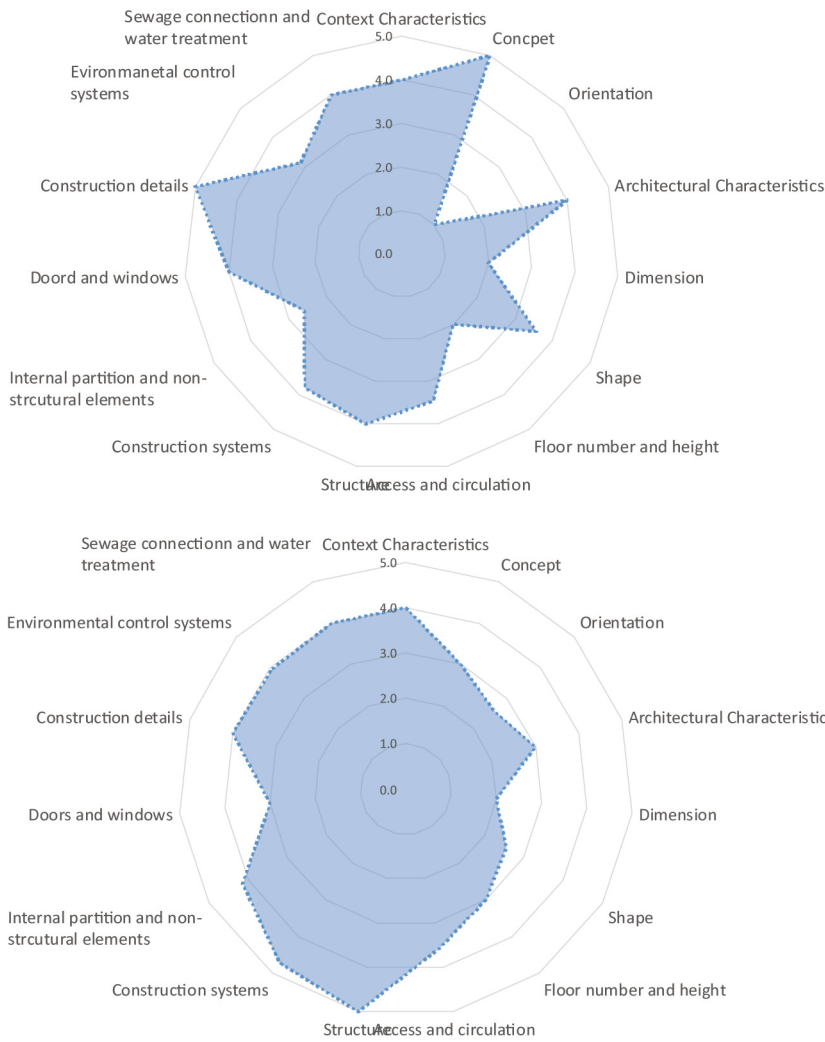 Sewage connectionn and
water treatment
Context Characteristics
5.0
Concpet
Evironmanetal control
systems
4.0
Orientation
3.0
Construction details
2.0
Architectural Characteristics
1.0
0.0
Doord and windows
Dimension
Internal partition and non-
strcutural elements
Shape
Construction systems
Floor number and height
Structure
Access and circulation
Sewage connectionn and water
treatment
Context Characteristics
5.0
Concept
4.0
Environmental control systems
Orientation
3.0
2.0
Construction details
Architectural Characteristic
1.0
0.0
Doors and windows
Dimension
Internal partition and non-
strcutural elements
Shape
Construction systems
Floor number and height
Structure
Access and circulation